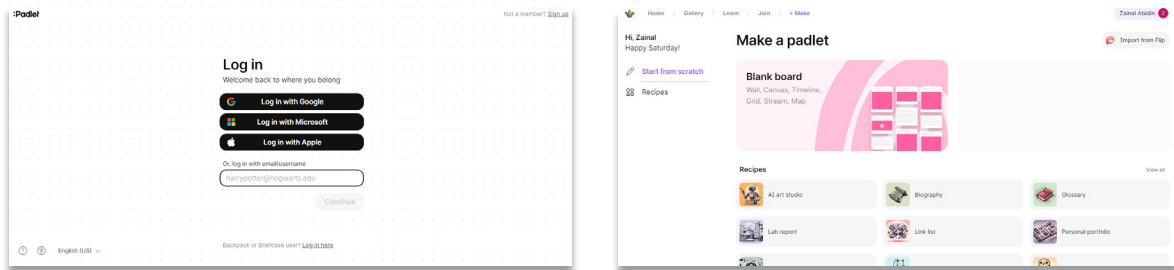 :Padlet
Not a member? Sign up
Log in
Welcome back to where you belong
Log in with Google
Log in with Microsoft
Log in with Apple
Or, log in with email/username
harrypotter@hogwarts.edu
Continue
Backpack or Briefcase user? Log in here
English (US)
Home / Gallery / Learn / Join / + Make
Zainal Abidin Z
Hi, Zainal
Happy Saturday!
Start from scratch
Recipes
Make a padlet
Import from Flip
Blank board
Wall, Canvas, Timeline,
Grid, Stream, Map
Recipes
View all
AI art studio
Biography
Glossary
Lab report
Link list
Personal portfolio